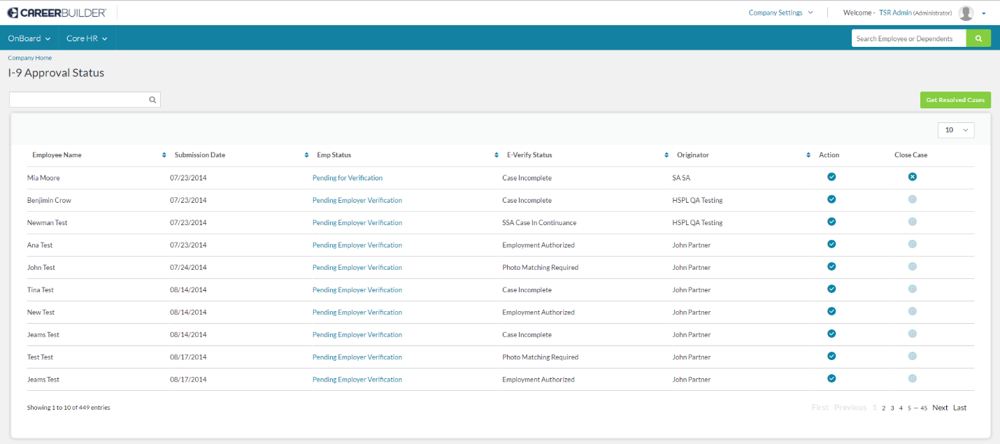 CAREERBUILDER Company Settings Welcome - TSR Admin (Administrator)
OnBoard Core HR Search Employee or Dependents
Company Home
I-9 Approval Status
Get Resolved Cases
10
Employee Name Submission Date Emp Status E-Verify Status Originator Action Close Case
Mia Moore 07/23/2014 Pending for Verification Case Incomplete SA SA
Benjimin Crow 07/23/2014 Pending Employer Verification Case Incomplete HSPL QA Testing
Newman Test 07/23/2014 Pending Employer Verification SSA Case In Continuance HSPL QA Testing
Ana Test 07/23/2014 Pending Employer Verification Employment Authorized John Partner
John Test 07/24/2014 Pending Employer Verification Photo Matching Required John Partner
Tina Test 08/14/2014 Pending Employer Verification Case Incomplete John Partner
New Test 08/14/2014 Pending Employer Verification Employment Authorized John Partner
Jeams Test 08/14/2014 Pending Employer Verification Case Incomplete John Partner
Test Test 08/17/2014 Pending Employer Verification Photo Matching Required John Partner
Jeams Test 08/17/2014 Pending Employer Verification Employment Authorized John Partner
Showing 1 to 10 of 449 entries First Previous 1 2 3 4 5 ... 45 Next Last